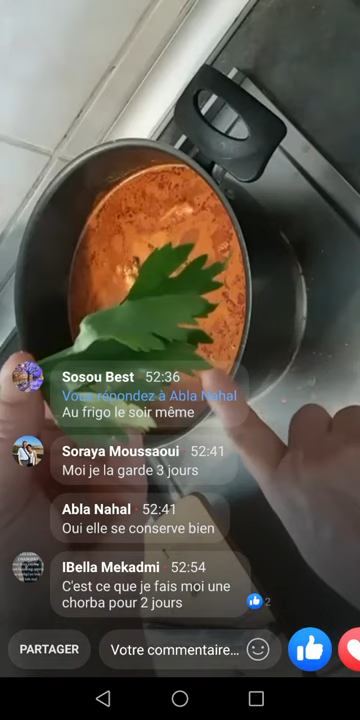 Sosou Best · 52:36
Vous répondez à Abla Nahal
Au frigo le soir même
Soraya Moussaoui · 52:41
Moi je la garde 3 jours
Abla Nahal · 52:41
Oui elle se conserve bien
IBella Mekadmi · 52:54
C'est ce que je fais moi une
chorba pour 2 jours
2
PARTAGER
Votre commentaire...